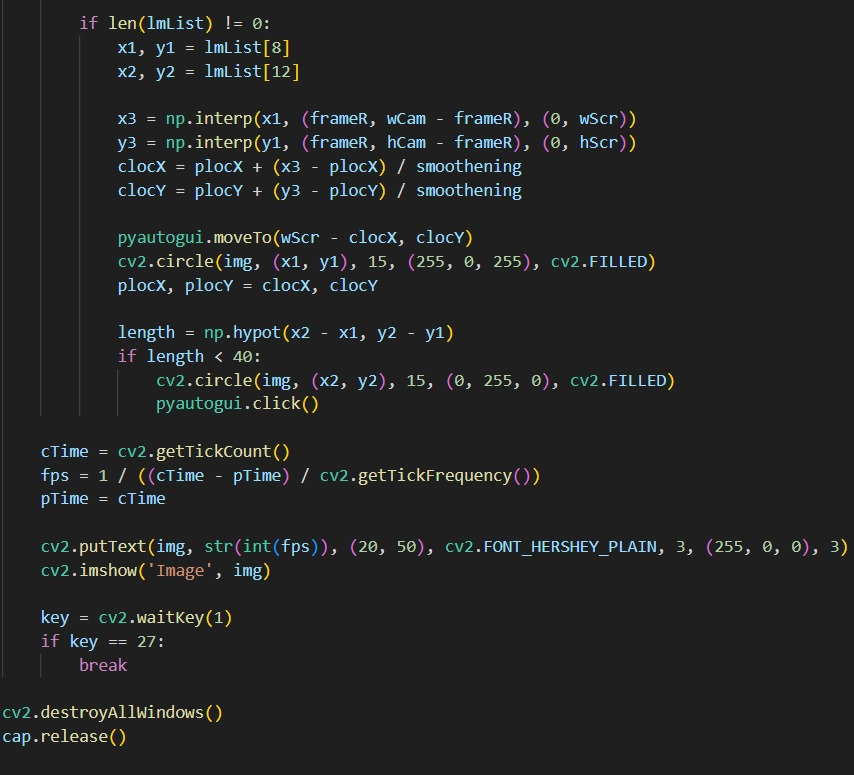 if len(lmList) != 0:
x1, y1 = lmList[8]
x2, y2 = lmList[12]
x3 = np.interp(x1, (frameR, wCam - frameR), (0, wScr))
y3 = np.interp(y1, (frameR, hCam - frameR), (0, hScr))
clocX = plocX + (x3 - plocX) / smoothening
clocY = plocY + (y3 - plocY) / smoothening
pyautogui.moveTo(wScr - clocX, clocY)
cv2.circle(img, (x1, y1), 15, (255, 0, 255), cv2.FILLED)
plocX, plocY = clocX, clocY
length = np.hypot(x2 - x1, y2 - y1)
if length < 40:
cv2.circle(img, (x2, y2), 15, (0, 255, 0), cv2.FILLED)
pyautogui.click()
cTime = cv2.getTickCount()
fps = 1 / ((cTime - pTime) / cv2.getTickFrequency())
pTime = cTime
cv2.putText(img, str(int(fps)), (20, 50), cv2.FONT_HERSHEY_PLAIN, 3, (255, 0, 0), 3)
cv2.imshow('Image', img)
key = cv2.waitKey(1)
if key == 27:
break
cv2.destroyAllWindows()
cap.release()